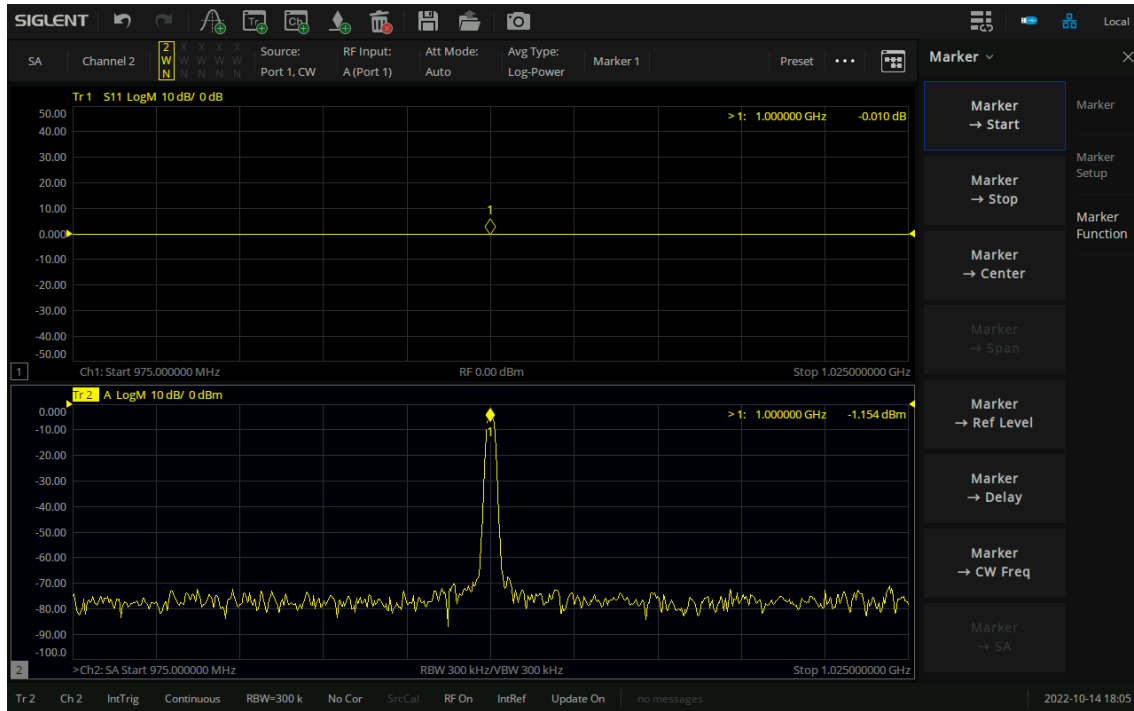 SIGLENT Tr Ch Local
SA Channel 2 2 W N X W N X W N X W N X W N Source: Port 1, CW RF Input: A (Port 1) Att Mode: Auto Avg Type: Log-Power Marker 1 Preset ••• Marker
Tr 1 S11 LogM 10 dB/ 0 dB
> 1: 1.000000 GHz -0.010 dB
50.00
40.00
30.00
20.00
10.00
0.000
-10.00
-20.00
-30.00
-40.00
-50.00
1
1 Ch1: Start 975.000000 MHz RF 0.00 dBm Stop 1.025000000 GHz
Tr 2 A LogM 10 dB/ 0 dBm
> 1: 1.000000 GHz -1.154 dBm
0.000
-10.00
-20.00
-30.00
-40.00
-50.00
-60.00
-70.00
-80.00
-90.00
-100.0
1
2 >Ch2: SA Start 975.000000 MHz RBW 300 kHz/VBW 300 kHz Stop 1.025000000 GHz
Marker
→ Start
Marker
→ Stop
Marker
→ Center
Marker
→ Span
Marker
→ Ref Level
Marker
→ Delay
Marker
→ CW Freq
Marker
→ SA
Marker
Marker
Setup
Marker
Function
Tr 2 Ch 2 IntTrig Continuous RBW=300 k No Cor SrcCal RF On IntRef Update On no messages 2022-10-14 18:05